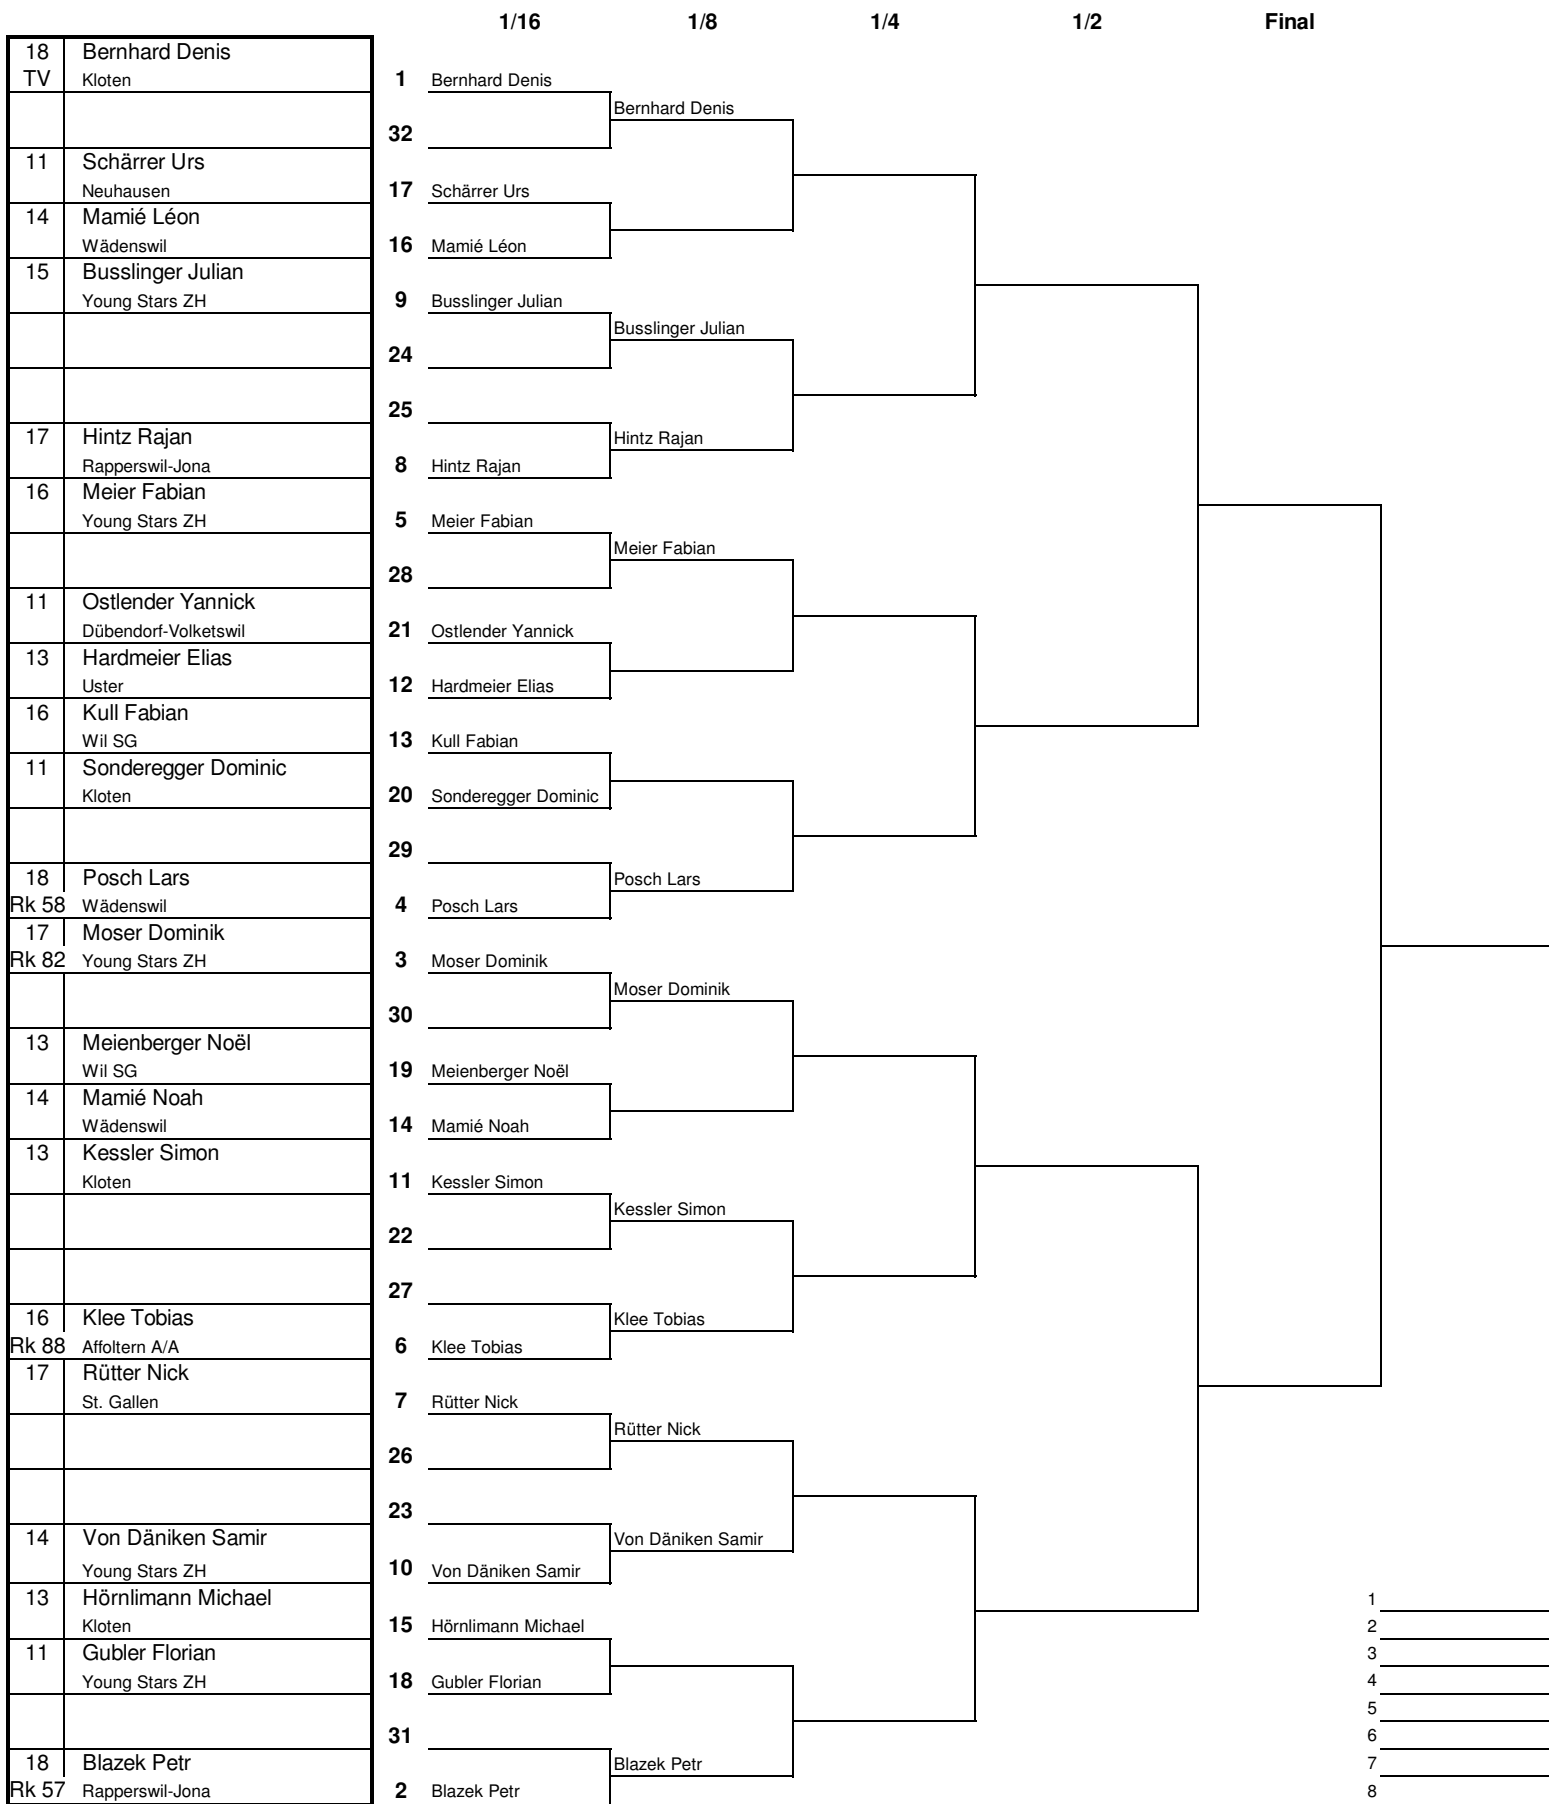 1/16 1/8 1/4 1/2 Final
18 Bernhard Denis
TV Kloten 1 Bernhard Denis
Bernhard Denis
32
11 Schärrer Urs
Neuhausen 17 Schärrer Urs
14 Mamié Léon
Wädenswil 16 Mamié Léon
15 Busslinger Julian
Young Stars ZH 9 Busslinger Julian
Busslinger Julian
24
25
17 Hintz Rajan Hintz Rajan
Rapperswil-Jona 8 Hintz Rajan
16 Meier Fabian
Young Stars ZH 5 Meier Fabian
Meier Fabian
28
11 Ostlender Yannick
Dübendorf-Volketswil 21 Ostlender Yannick
13 Hardmeier Elias
Uster 12 Hardmeier Elias
16 Kull Fabian
Wil SG 13 Kull Fabian
11 Sonderegger Dominic
Kloten 20 Sonderegger Dominic
29
18 Posch Lars Posch Lars
Rk 58 Wädenswil 4 Posch Lars
17 Moser Dominik
Rk 82 Young Stars ZH 3 Moser Dominik
Moser Dominik
30
13 Meienberger Noël
Wil SG 19 Meienberger Noël
14 Mamié Noah
Wädenswil 14 Mamié Noah
13 Kessler Simon
Kloten 11 Kessler Simon
Kessler Simon
22
27
16 Klee Tobias Klee Tobias
Rk 88 Affoltern A/A 6 Klee Tobias
17 Rütter Nick
St. Gallen 7 Rütter Nick
Rütter Nick
26
23
14 Von Däniken Samir Von Däniken Samir
Young Stars ZH 10 Von Däniken Samir
13 Hörnlimann Michael 1
Kloten 15 Hörnlimann Michael 2
11 Gubler Florian 3
Young Stars ZH 18 Gubler Florian 4
5
31 6
18 Blazek Petr Blazek Petr 7
Rk 57 Rapperswil-Jona 2 Blazek Petr 8